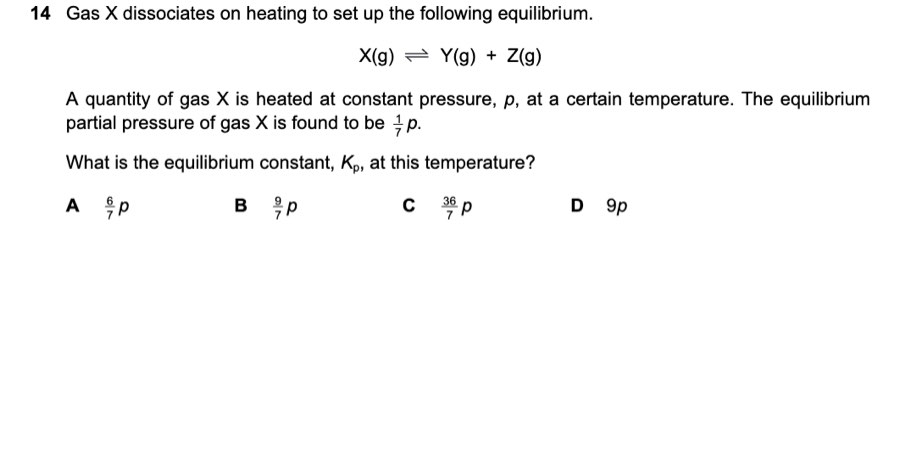 14 Gas X dissociates on heating to set up the following equilibrium.
X(g) ⇌ Y(g) + Z(g)
A quantity of gas X is heated at constant pressure, p, at a certain temperature. The equilibrium
partial pressure of gas X is found to be 1/7 p.
What is the equilibrium constant, Kp, at this temperature?
A 6/7 p B 9/7 p C 36/7 p D 9p